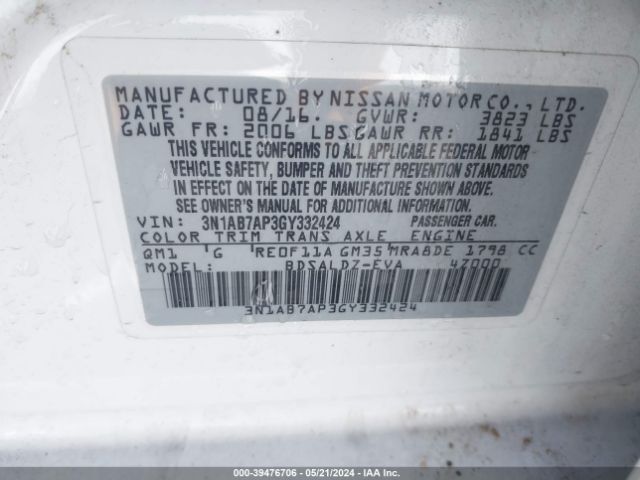 MANUFACTURED BY NISSAN MOTOR CO., LTD.
DATE: 08/16. GVWR: 3823 LBS
GAWR FR: 2006 LBS GAWR RR: 1841 LBS
THIS VEHICLE CONFORMS TO ALL APPLICABLE FEDERAL MOTOR
VEHICLE SAFETY, BUMPER AND THEFT PREVENTION STANDARDS
IN EFFECT ON THE DATE OF MANUFACTURE SHOWN ABOVE.
SEE OWNER'S MANUAL FOR ADDITIONAL INFORMATION.
VIN: 3N1AB7AP3GY332424 PASSENGER CAR.
COLOR TRIM TRANS AXLE ENGINE
QM1 G RE0F11A GM35 MRA8DE 1798 CC
MODEL: BDSALDZ-EVA 4Z000
3N1AB7AP3GY332424
000-39476706 - 05/21/2024 - IAA Inc.